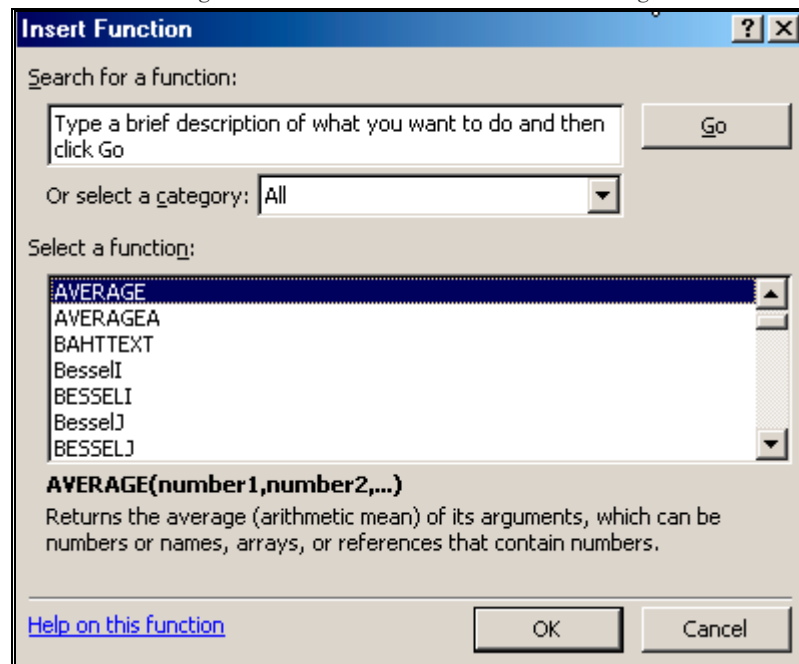 Insert Function
Search for a function:
Type a brief description of what you want to do and then
click Go
Go
Or select a category: All
Select a function:
AVERAGE
AVERAGEA
BAHTTEXT
BesselI
BESSELI
BesselJ
BESSELJ
AVERAGE(number1,number2,...)
Returns the average (arithmetic mean) of its arguments, which can be
numbers or names, arrays, or references that contain numbers.
Help on this function
OK
Cancel